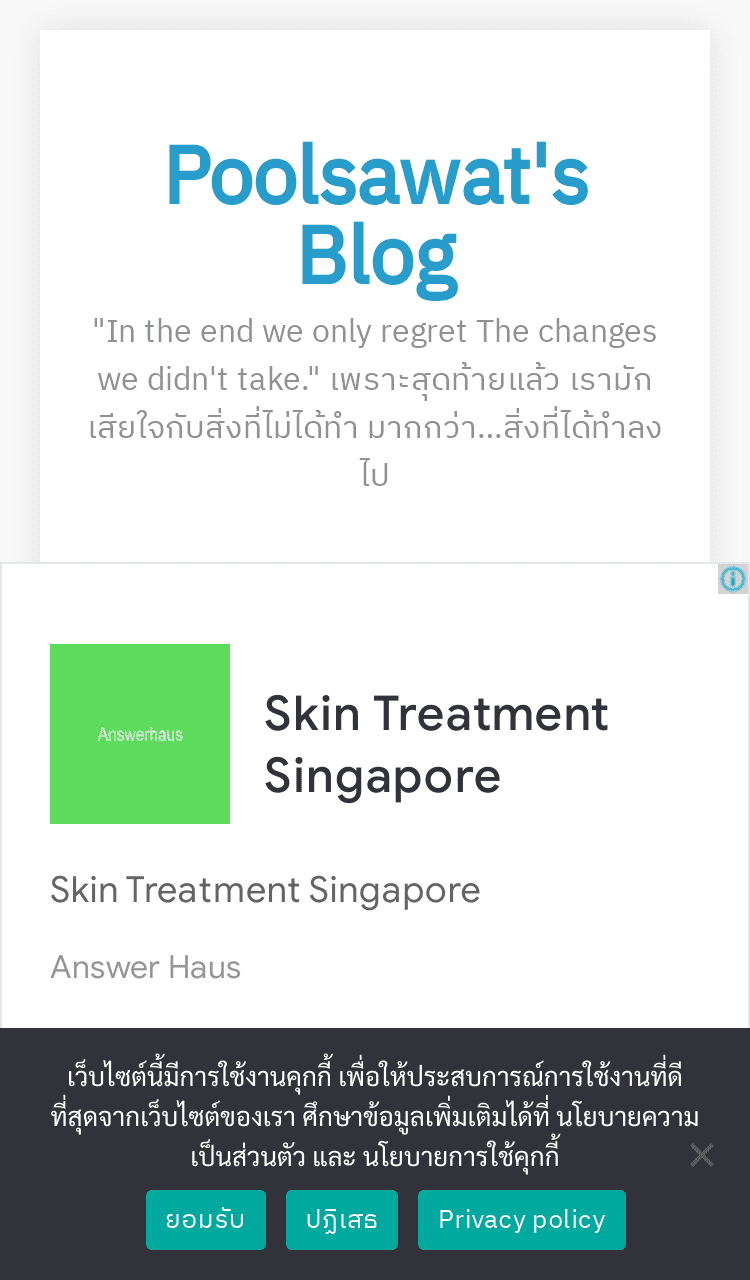 Poolsawat's
Blog
"In the end we only regret The changes
we didn't take." เพราะสุดท้ายแล้ว เรามัก
เสียใจกับสิ่งที่ไม่ได้ทำ มากกว่า...สิ่งที่ได้ทำลง
ไป
Answerhaus
Skin Treatment
Singapore
Skin Treatment Singapore
Answer Haus
เว็บไซต์นี้มีการใช้งานคุกกี้ เพื่อให้ประสบการณ์การใช้งานที่ดี
ที่สุดจากเว็บไซต์ของเรา ศึกษาข้อมูลเพิ่มเติมได้ที่ นโยบายความ
เป็นส่วนตัว และ นโยบายการใช้คุกกี้
ยอมรับ ปฏิเสธ Privacy policy